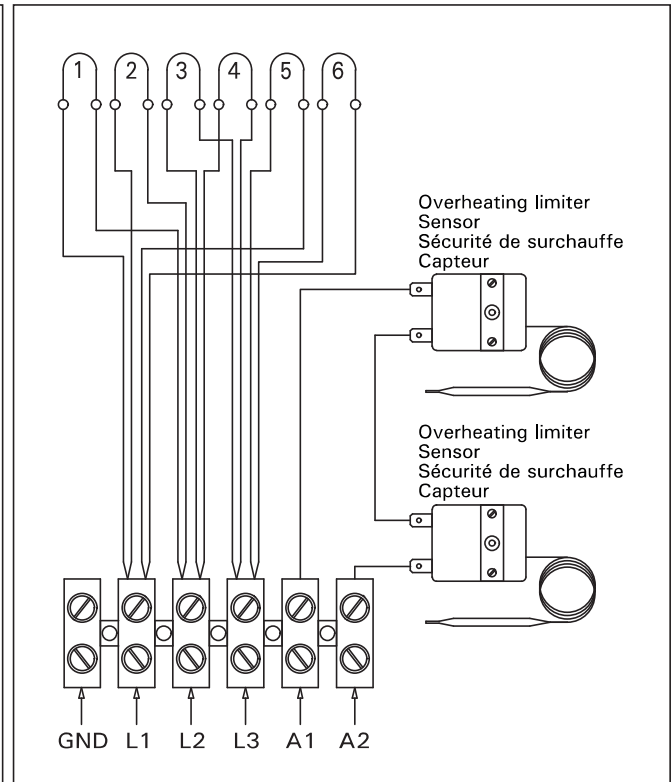 1 2 3 4 5 6
Overheating limiter
Sensor
Sécurité de surchauffe
Capteur
Overheating limiter
Sensor
Sécurité de surchauffe
Capteur
GND L1 L2 L3 A1 A2